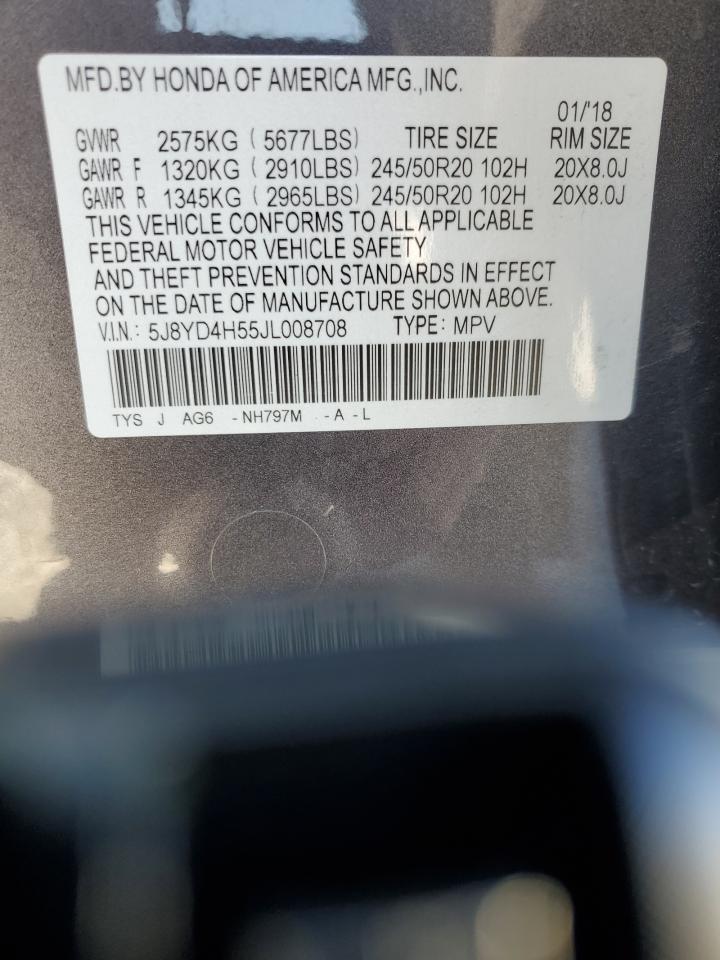 MFD.BY HONDA OF AMERICA MFG.,INC.
01/'18
GVWR 2575KG (5677LBS) TIRE SIZE RIM SIZE
GAWR F 1320KG (2910LBS) 245/50R20 102H 20X8.0J
GAWR R 1345KG (2965LBS) 245/50R20 102H 20X8.0J
THIS VEHICLE CONFORMS TO ALL APPLICABLE
FEDERAL MOTOR VEHICLE SAFETY
AND THEFT PREVENTION STANDARDS IN EFFECT
ON THE DATE OF MANUFACTURE SHOWN ABOVE.
V.I.N.: 5J8YD4H55JL008708 TYPE: MPV
TYS J AG6 -NH797M -A -L